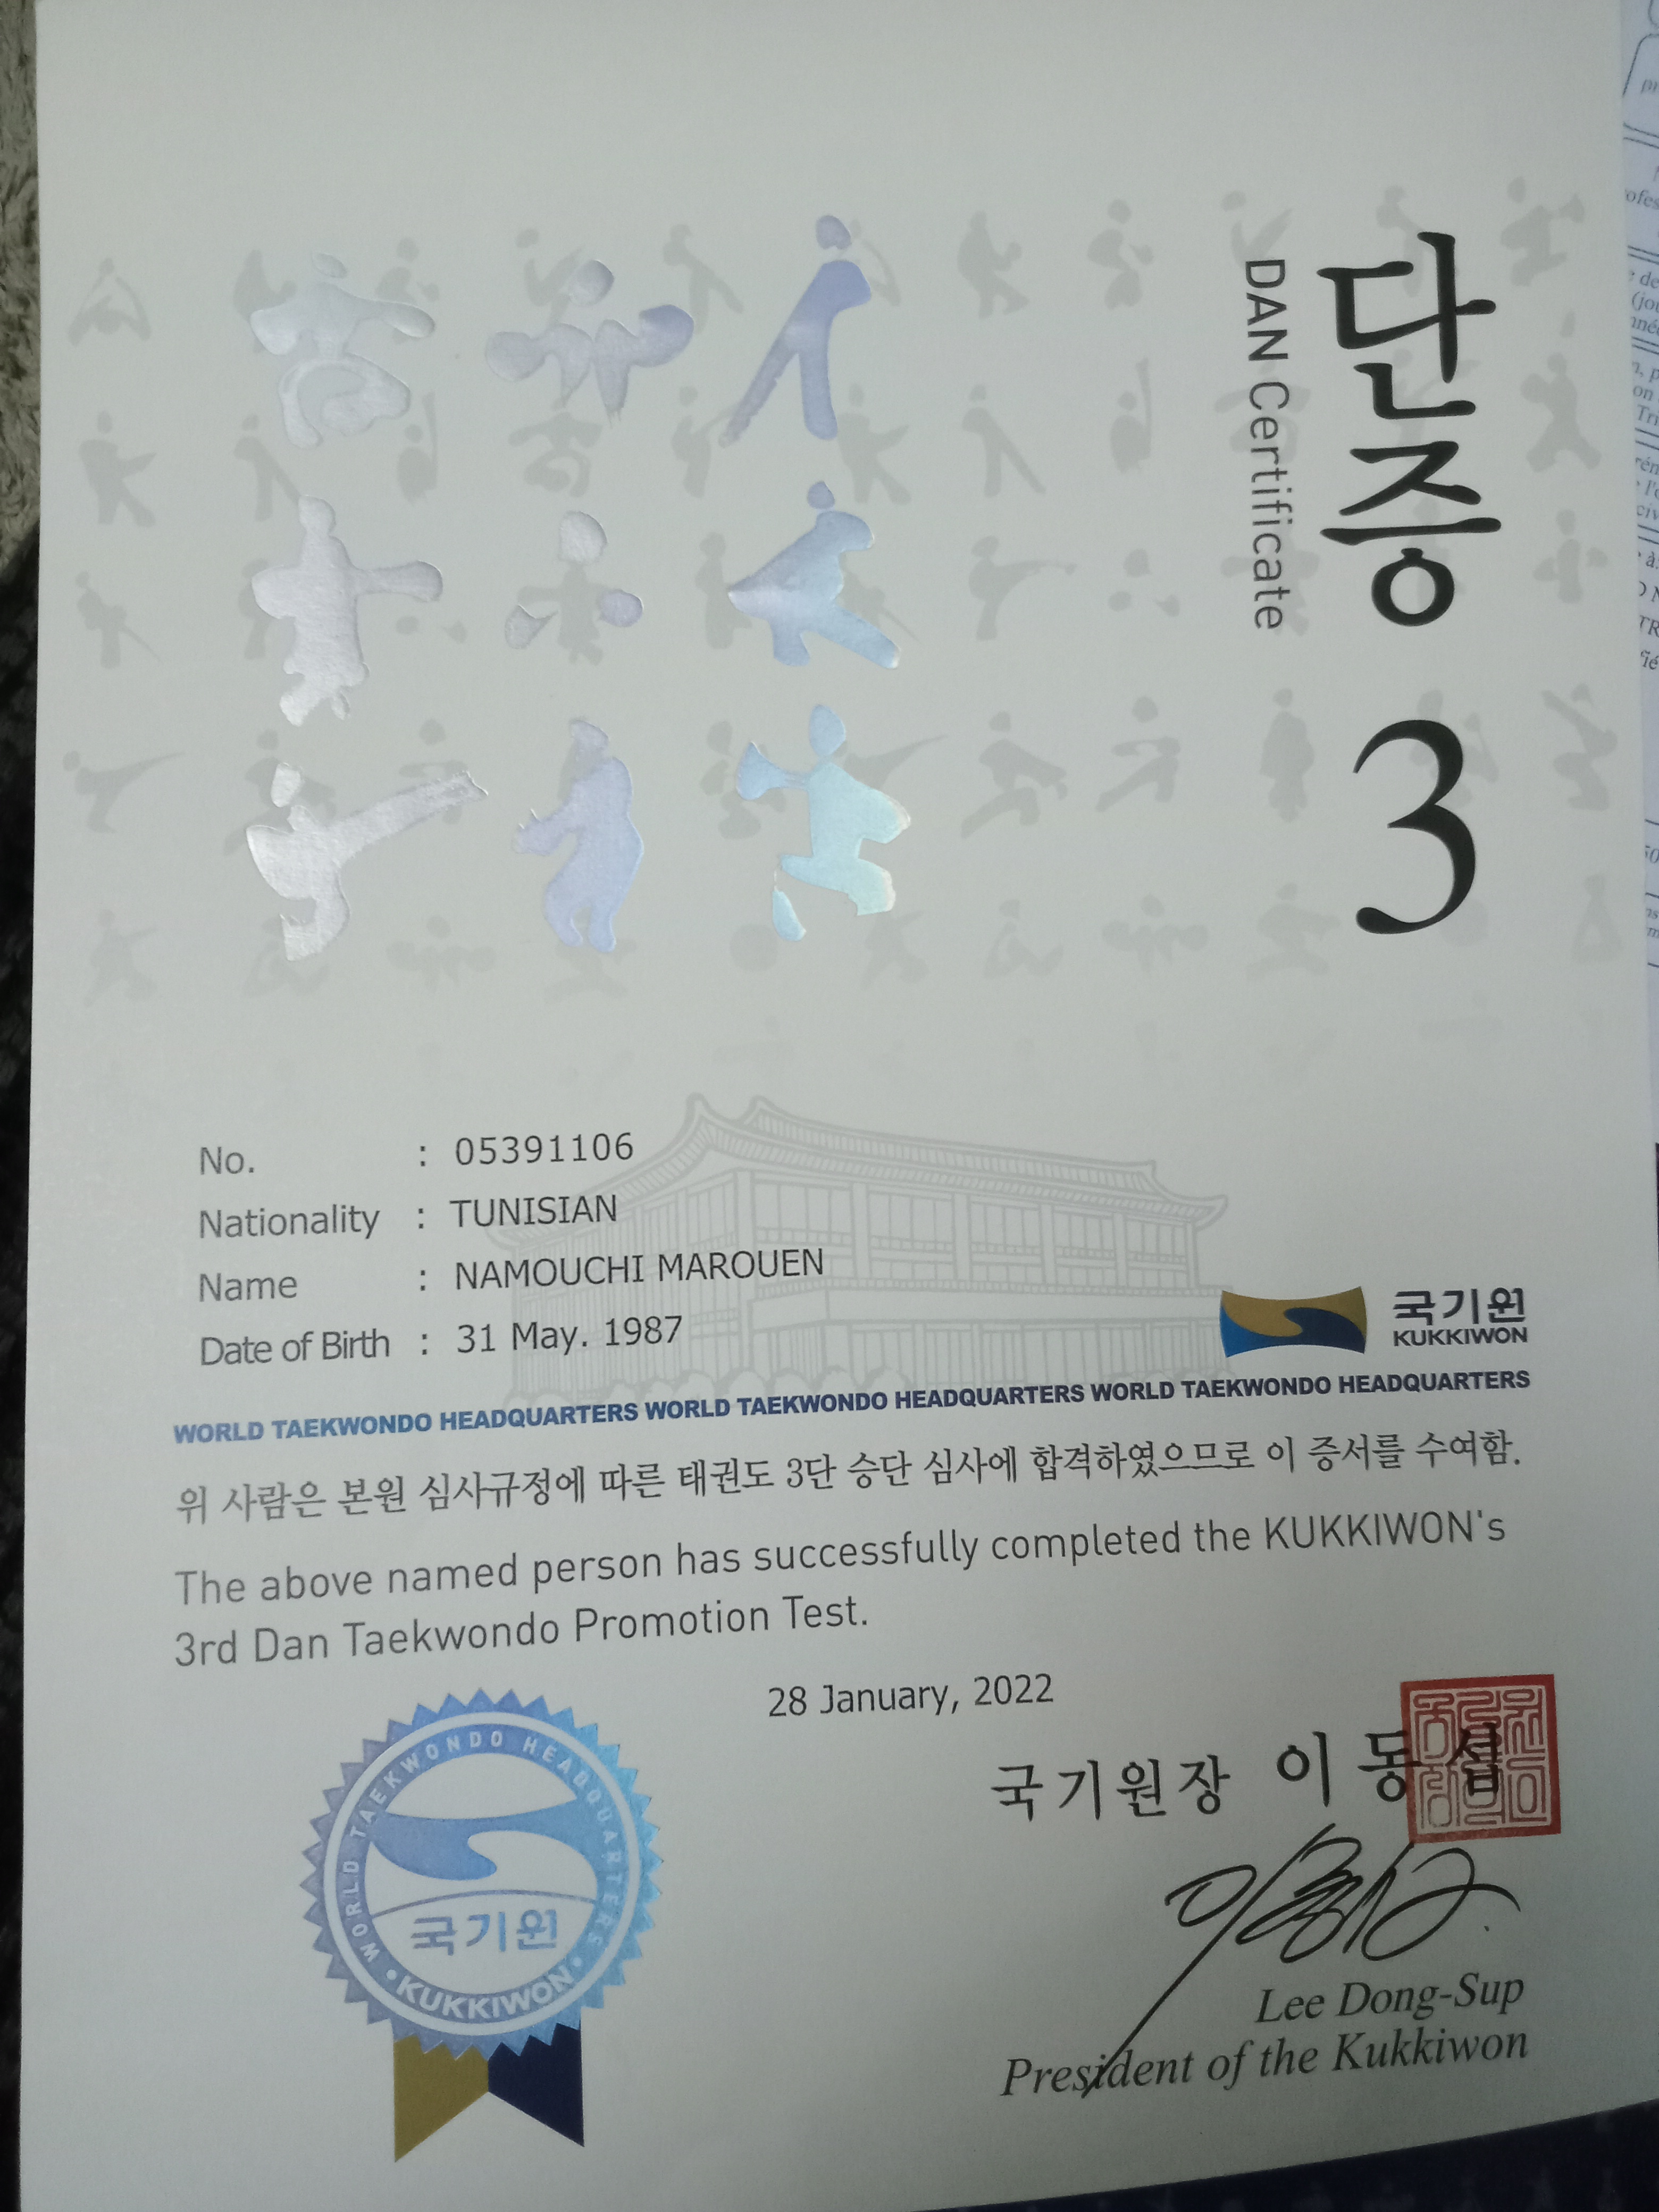 단증 3
DAN Certificate
No. : 05391106
Nationality : TUNISIAN
Name : NAMOUCHI MAROUEN
Date of Birth : 31 May. 1987
국기원
KUKKIWON
WORLD TAEKWONDO HEADQUARTERS WORLD TAEKWONDO HEADQUARTERS
위 사람은 본원 심사규정에 따른 태권도 3단 승단 심사에 합격하였으므로 이 증서를 수여함.
The above named person has successfully completed the KUKKIWON's
3rd Dan Taekwondo Promotion Test.
28 January, 2022
국기원장 이동섭
Lee Dong-Sup
President of the Kukkiwon
WORLD TAEKWONDO HEADQUARTERS
국기원
• KUKKIWON •